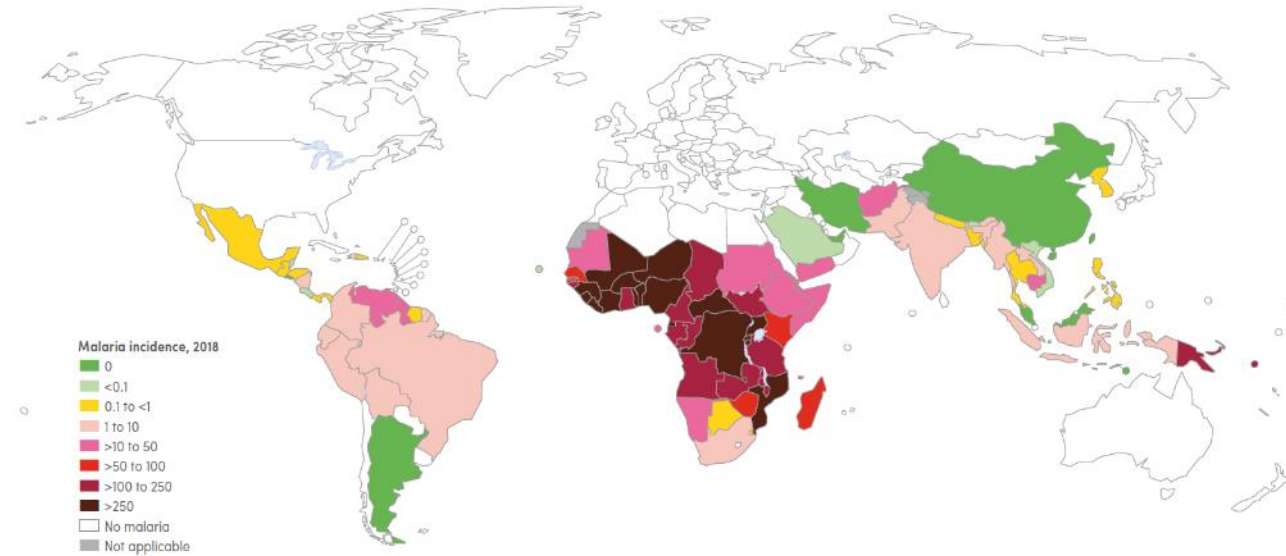 Malaria incidence, 2018
0
<0.1
0.1 to <1
1 to 10
>10 to 50
>50 to 100
>100 to 250
>250
No malaria
Not applicable